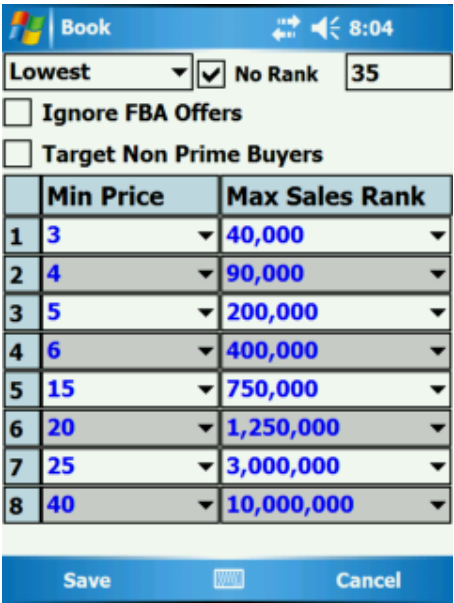 Book 8:04
Lowest No Rank 35
Ignore FBA Offers
Target Non Prime Buyers
Min Price Max Sales Rank
1 3 40,000
2 4 90,000
3 5 200,000
4 6 400,000
5 15 750,000
6 20 1,250,000
7 25 3,000,000
8 40 10,000,000
Save Cancel